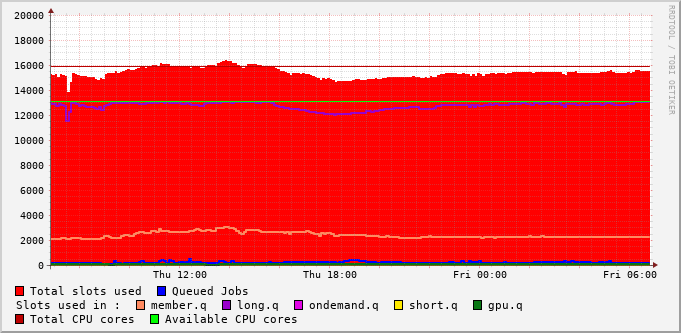 RRDTOOL / TOBI OETIKER
20000
18000
16000
14000
12000
10000
8000
6000
4000
2000
0
Thu 12:00 Thu 18:00 Fri 00:00 Fri 06:00
Total slots used Queued Jobs
Slots used in : member.q long.q ondemand.q short.q gpu.q
Total CPU cores Available CPU cores